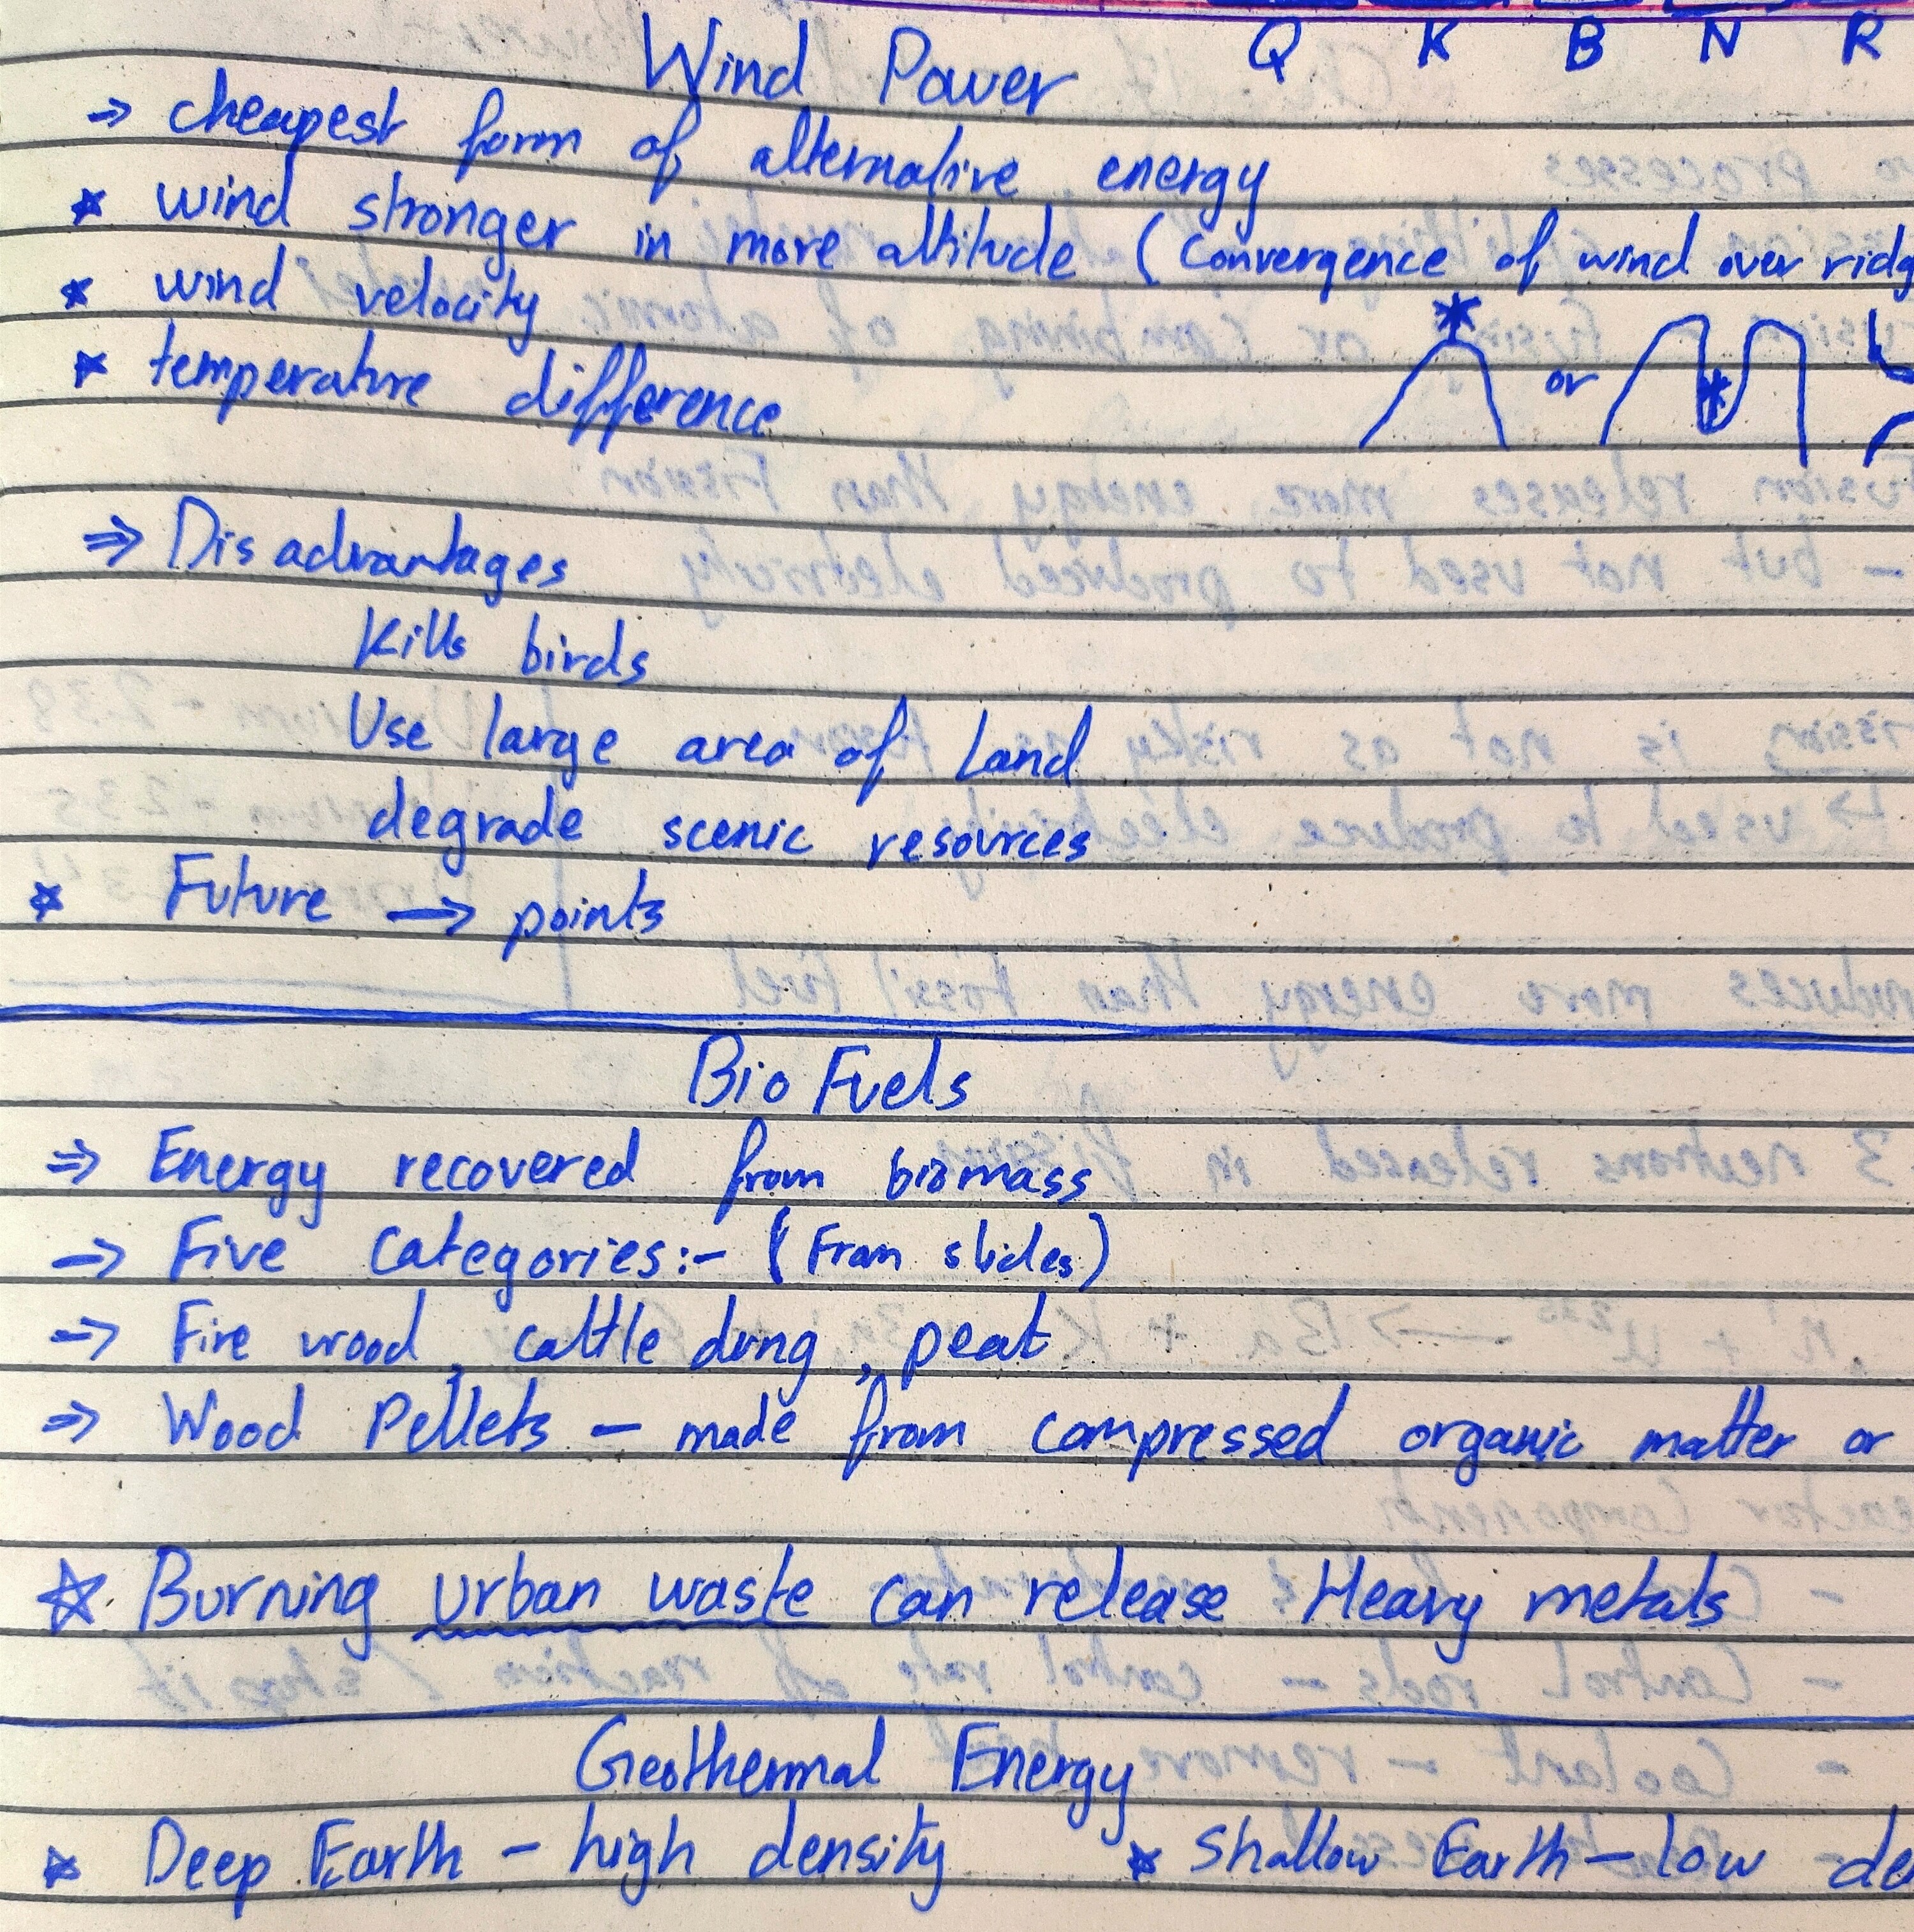 Q K B N R
Wind Power
⇒ cheapest form of alternative energy
* wind stronger in more altitude (Convergence of wind over ridg
* wind velocity
* temperature difference
* or *
⇒ Disadvantages
Kills birds
Use large area of Land
degrade scenic resources
* Future → points
Bio Fuels
⇒ Energy recovered from biomass
→ Five Categories:- (From slides)
→ Fire wood, cattle dung, peat
⇒ Wood Pellets - made from compressed organic matter or
☆ Burning urban waste can release Heavy metals
Geothermal Energy
* Deep Earth - high density * Shallow Earth - low de